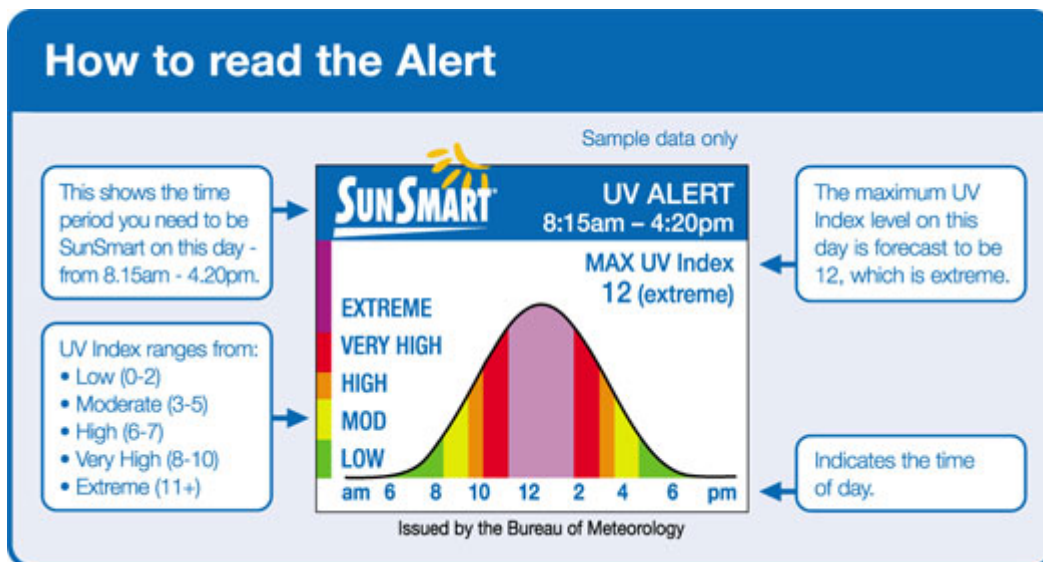 How to read the Alert
Sample data only
This shows the time
period you need to be
SunSmart on this day -
from 8.15am - 4.20pm.
UV Index ranges from:
• Low (0-2)
• Moderate (3-5)
• High (6-7)
• Very High (8-10)
• Extreme (11+)
SUNSMART
UV ALERT
8:15am – 4:20pm
MAX UV Index
12 (extreme)
EXTREME
VERY HIGH
HIGH
MOD
LOW
am 6 8 10 12 2 4 6 pm
Issued by the Bureau of Meteorology
The maximum UV
Index level on this
day is forecast to be
12, which is extreme.
Indicates the time
of day.